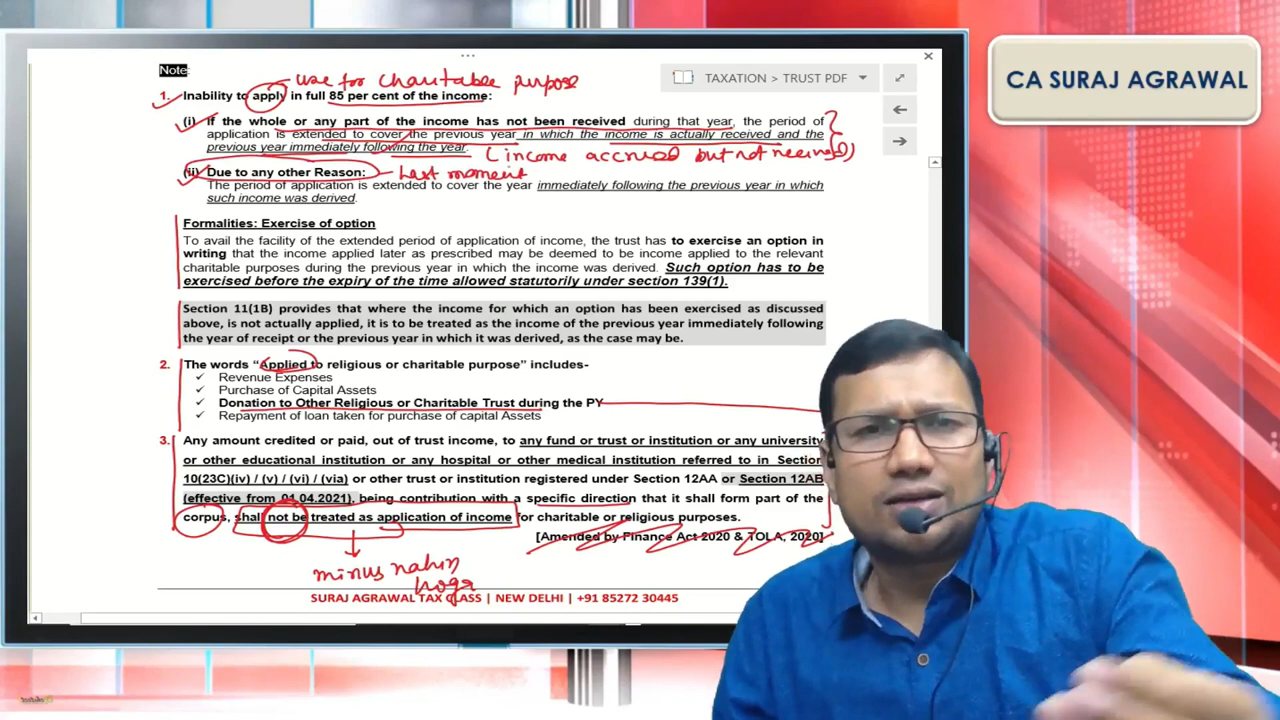 Note:
use for charitable purpose
1. Inability to apply in full 85 per cent of the income:
(i) If the whole or any part of the income has not been received during that year, the period of
application is extended to cover the previous year in which the income is actually received and the
previous year immediately following the year.
(income accrued but not received)
(ii) Due to any other Reason:
Last moment
The period of application is extended to cover the year immediately following the previous year in which
such income was derived.
Formalities: Exercise of option
To avail the facility of the extended period of application of income, the trust has to exercise an option in
writing that the income applied later as prescribed may be deemed to be income applied to the relevant
charitable purposes during the previous year in which the income was derived. Such option has to be
exercised before the expiry of the time allowed statutorily under section 139(1).
Section 11(1B) provides that where the income for which an option has been exercised as discussed
above, is not actually applied, it is to be treated as the income of the previous year immediately following
the year of receipt or the previous year in which it was derived, as the case may be.
2. The words “Applied to religious or charitable purpose” includes-
✓ Revenue Expenses
✓ Purchase of Capital Assets
✓ Donation to Other Religious or Charitable Trust during the PY
✓ Repayment of loan taken for purchase of capital Assets
3. Any amount credited or paid, out of trust income, to any fund or trust or institution or any university
or other educational institution or any hospital or other medical institution referred to in Section
10(23C)(iv) / (v) / (vi) / (via) or other trust or institution registered under Section 12AA or Section 12AB
(effective from 01.04.2021), being contribution with a specific direction that it shall form part of the
corpus, shall not be treated as application of income for charitable or religious purposes.
[Amended by Finance Act 2020 & TOLA, 2020]
minus nahin
hoga
SURAJ AGRAWAL TAX CLASS | NEW DELHI | +91 85272 30445
TAXATION > TRUST PDF
CA SURAJ AGRAWAL